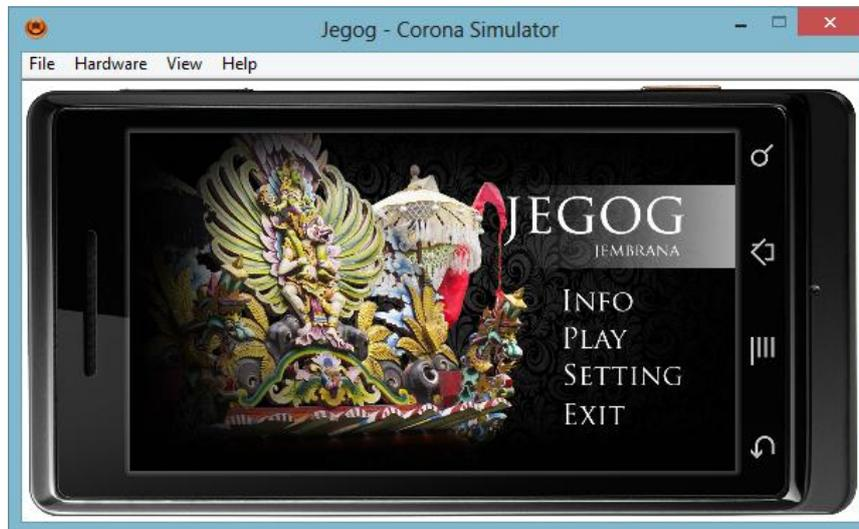 Jegog - Corona Simulator
File Hardware View Help
JEGOG
JEMBRANA
INFO
PLAY
SETTING
EXIT